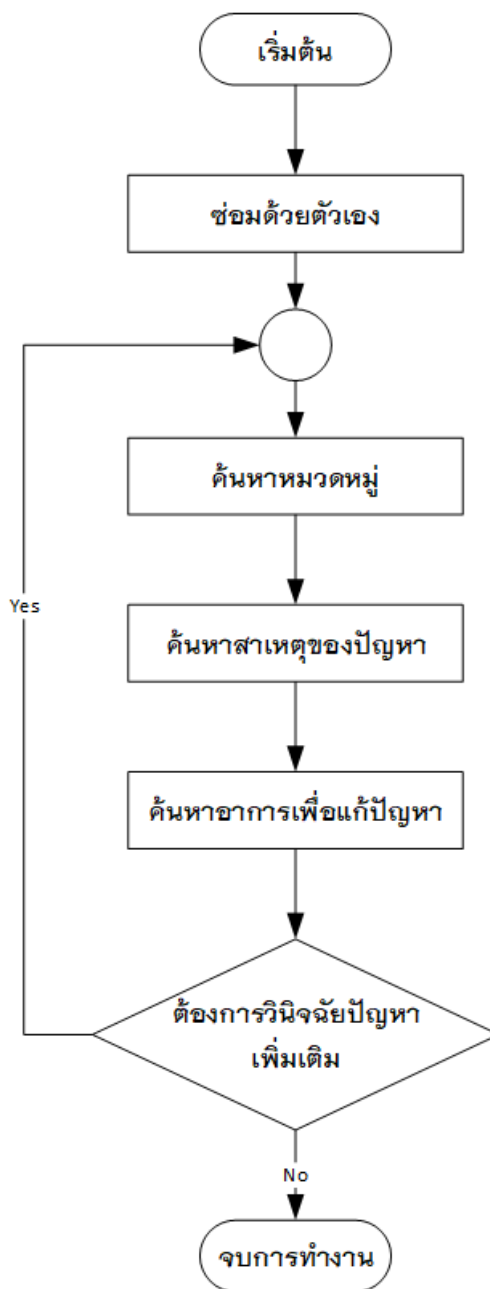 เริ่มต้น
ซ่อมด้วยตัวเอง
ค้นหาหมวดหมู่
Yes
ค้นหาสาเหตุของปัญหา
ค้นหาอาการเพื่อแก้ปัญหา
ต้องการวินิจฉัยปัญหา
เพิ่มเติม
No
จบการทำงาน